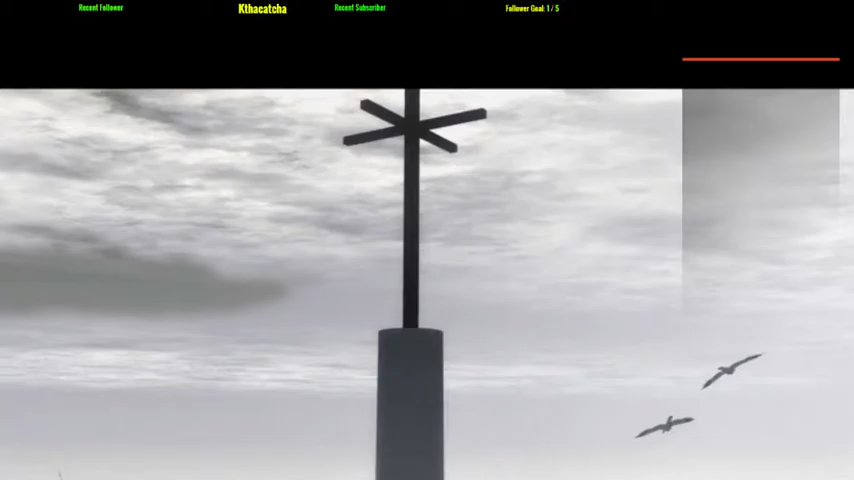 Recent Follower
Kthacatcha
Recent Subscriber
Follower Goal: 1 / 5